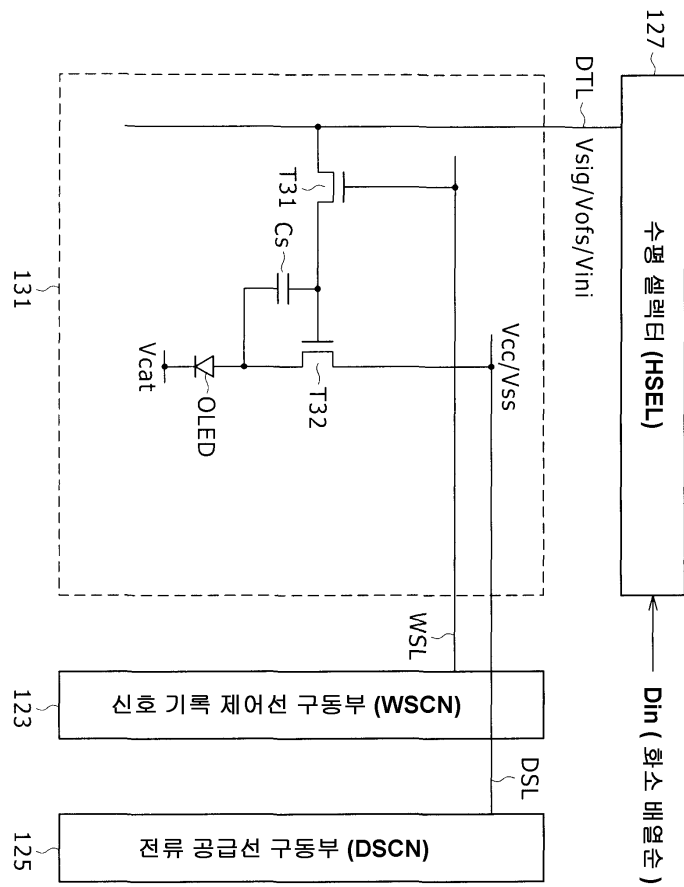 127
수평 셀렉터 (HSEL)
Din ( 화소 배열순 )
DTL
Vsig/Vofs/Vini
T31
Cs
T32
Vcc/Vss
OLED
Vcat
131
WSL
신호 기록 제어선 구동부 (WSCN)
123
DSL
전류 공급선 구동부 (DSCN)
125